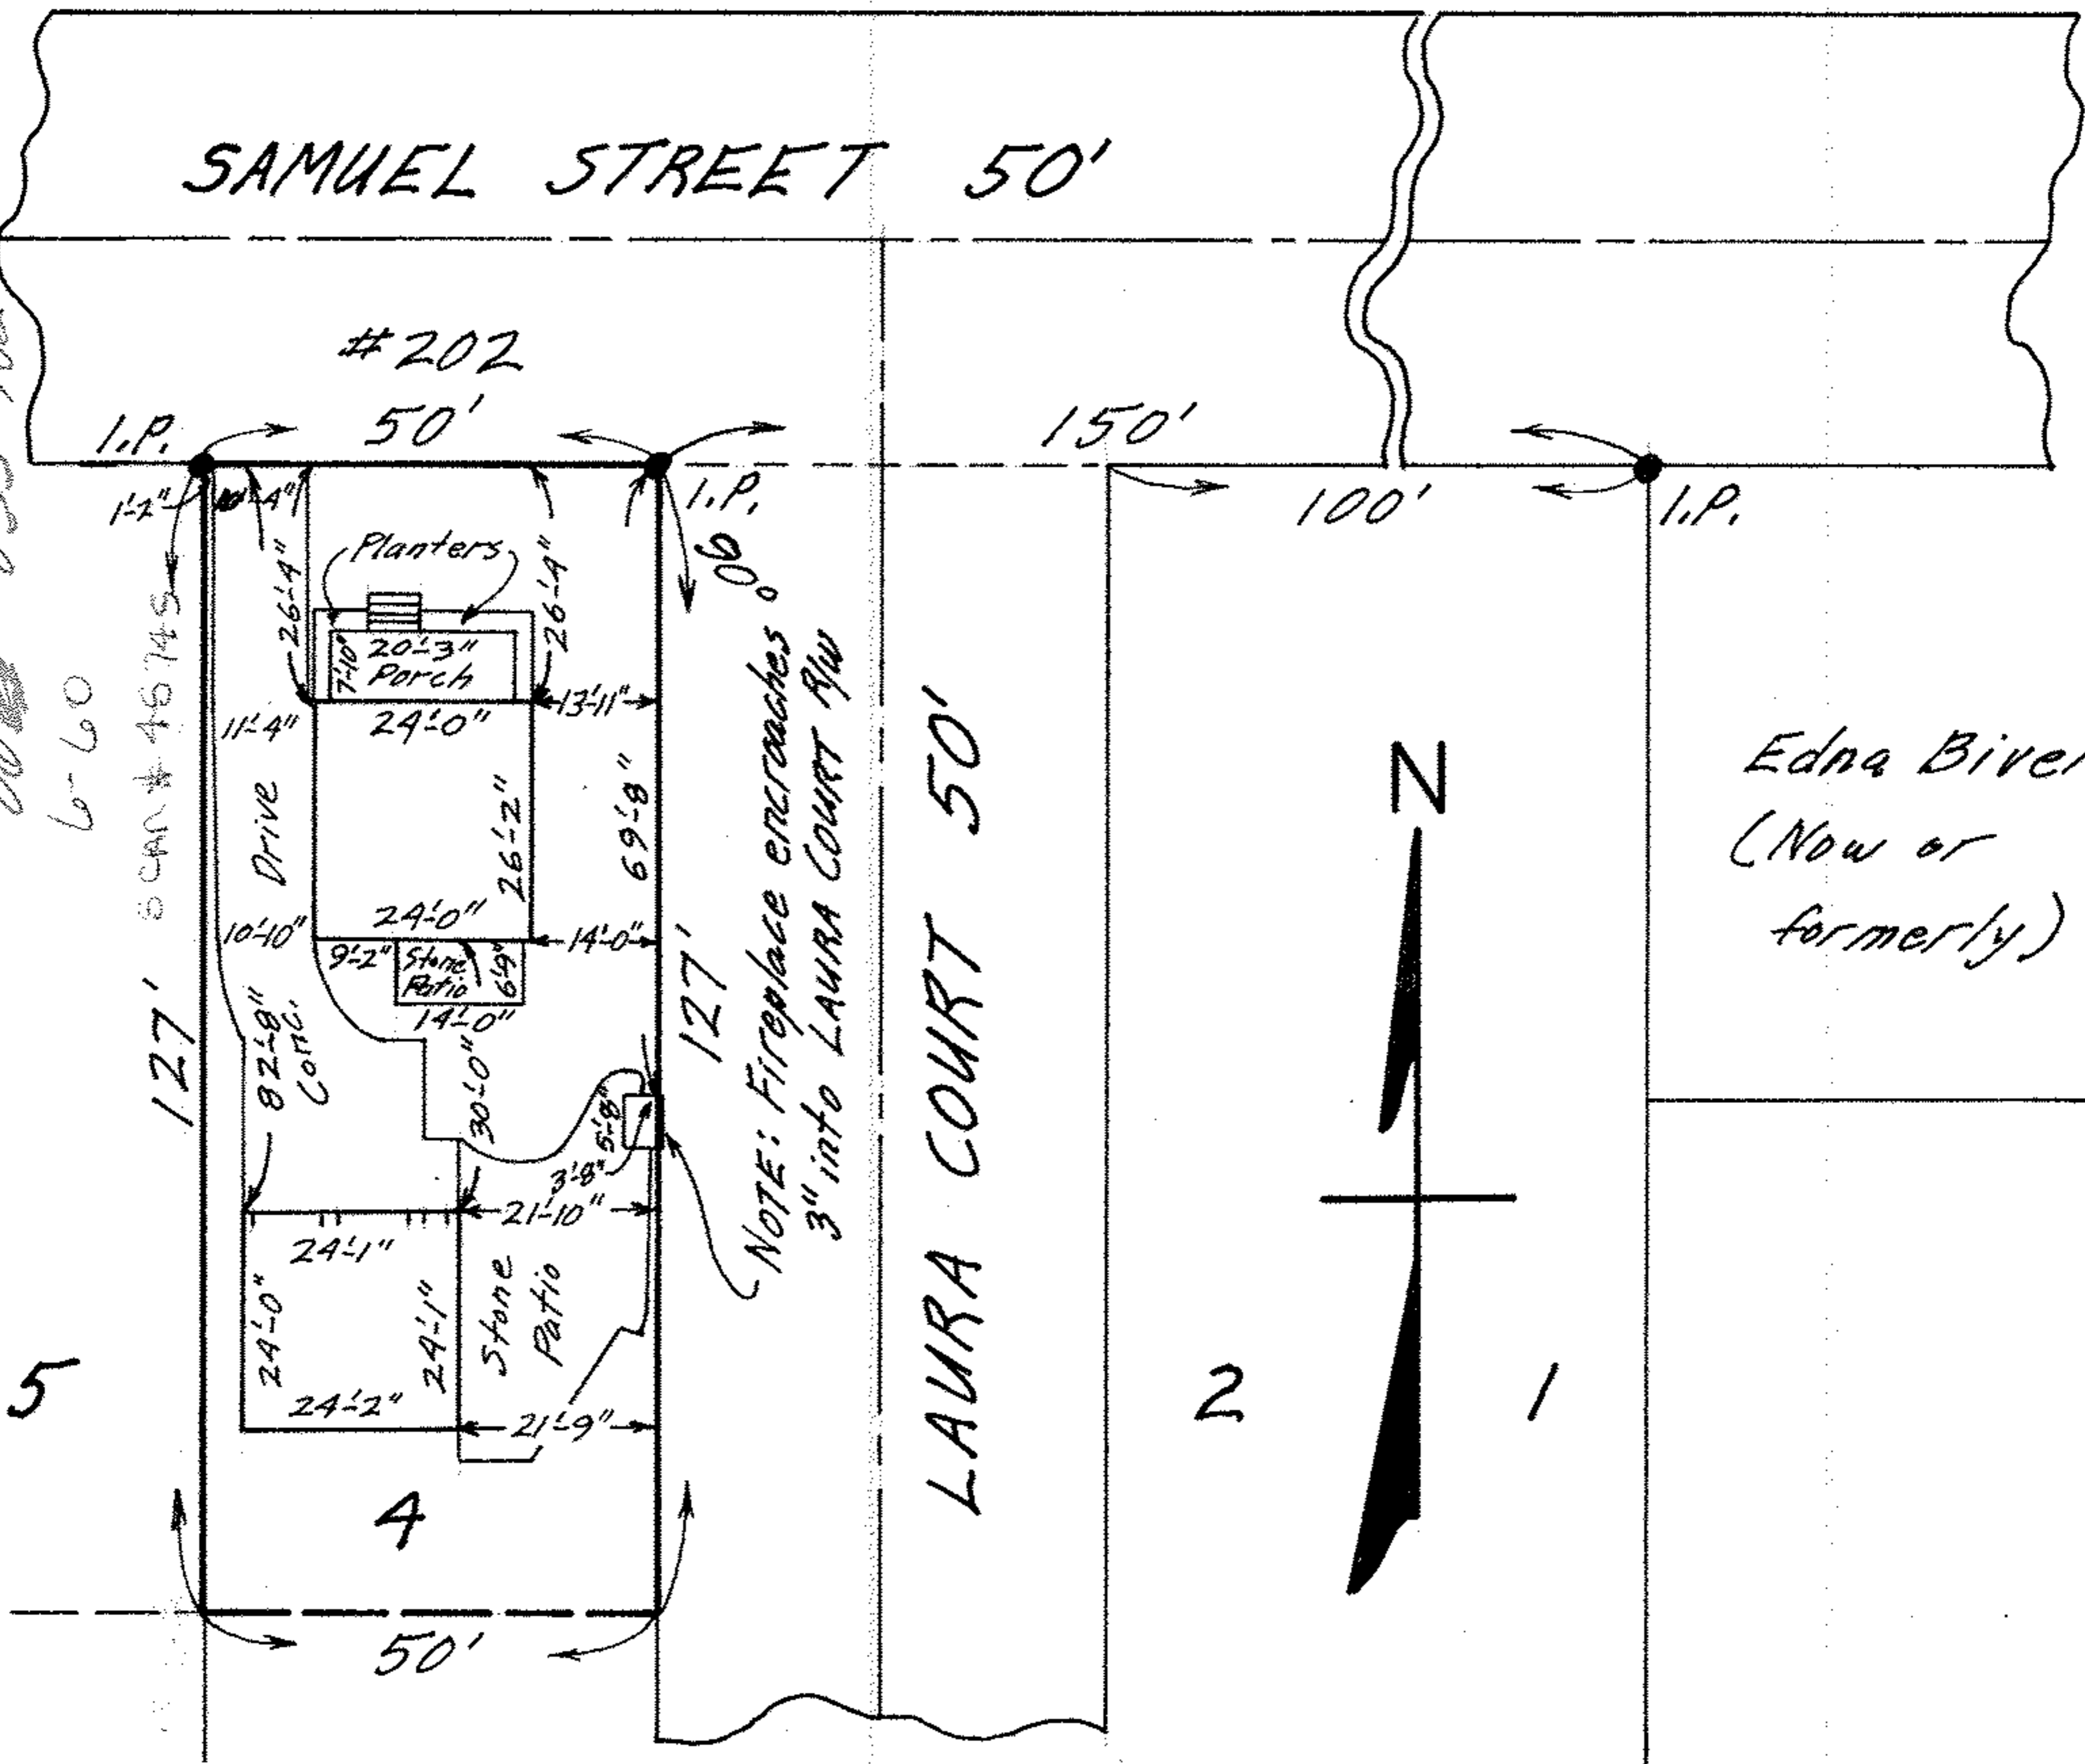 SAMUEL STREET 50'
#202
50'
150'
I.P.
I.P.
I.P.
100'
1'-2"
90°
Planters
26'-4"
26'-4"
20'-3"
7'-10"
Porch
13'-11"
11'-4"
24'-0"
Drive
26'-2"
69'-8"
24'-0"
10'-10"
14'-0"
9'-2"
Stone
Patio
6'-9"
14'-0"
127'
82'-8"
Conc.
30'-0"
127'
5'-8"
3'-8"
NOTE: Fireplace encroaches
3" into LAURA COURT R/W
LAURA COURT 50'
N
Edna Biven
(Now or
formerly)
21'-10"
24'-1"
24'-0"
24'-1"
Stone
Patio
24'-2"
21'-9"
5
4
2
1
50'
6-60